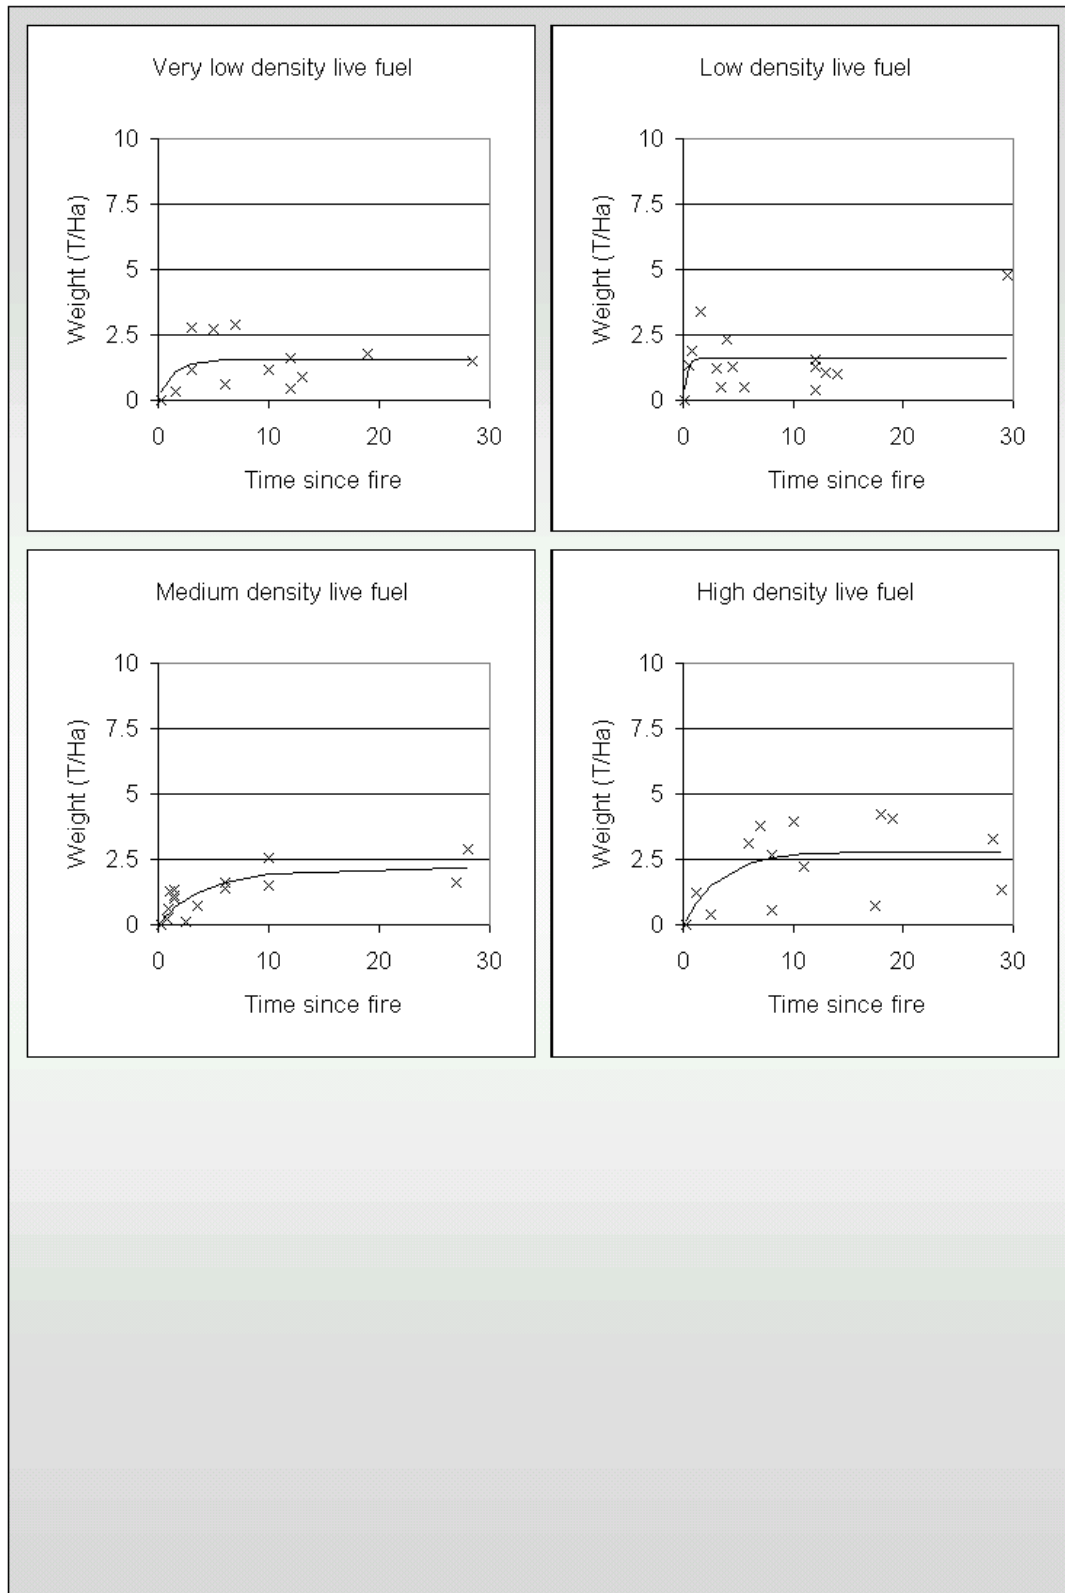 Very low density live fuel
10
7.5
5
2.5
0
Weight (T/Ha)
0 10 20 30
Time since fire
Low density live fuel
10
7.5
5
2.5
0
Weight (T/Ha)
0 10 20 30
Time since fire
Medium density live fuel
10
7.5
5
2.5
0
Weight (T/Ha)
0 10 20 30
Time since fire
High density live fuel
10
7.5
5
2.5
0
Weight (T/Ha)
0 10 20 30
Time since fire